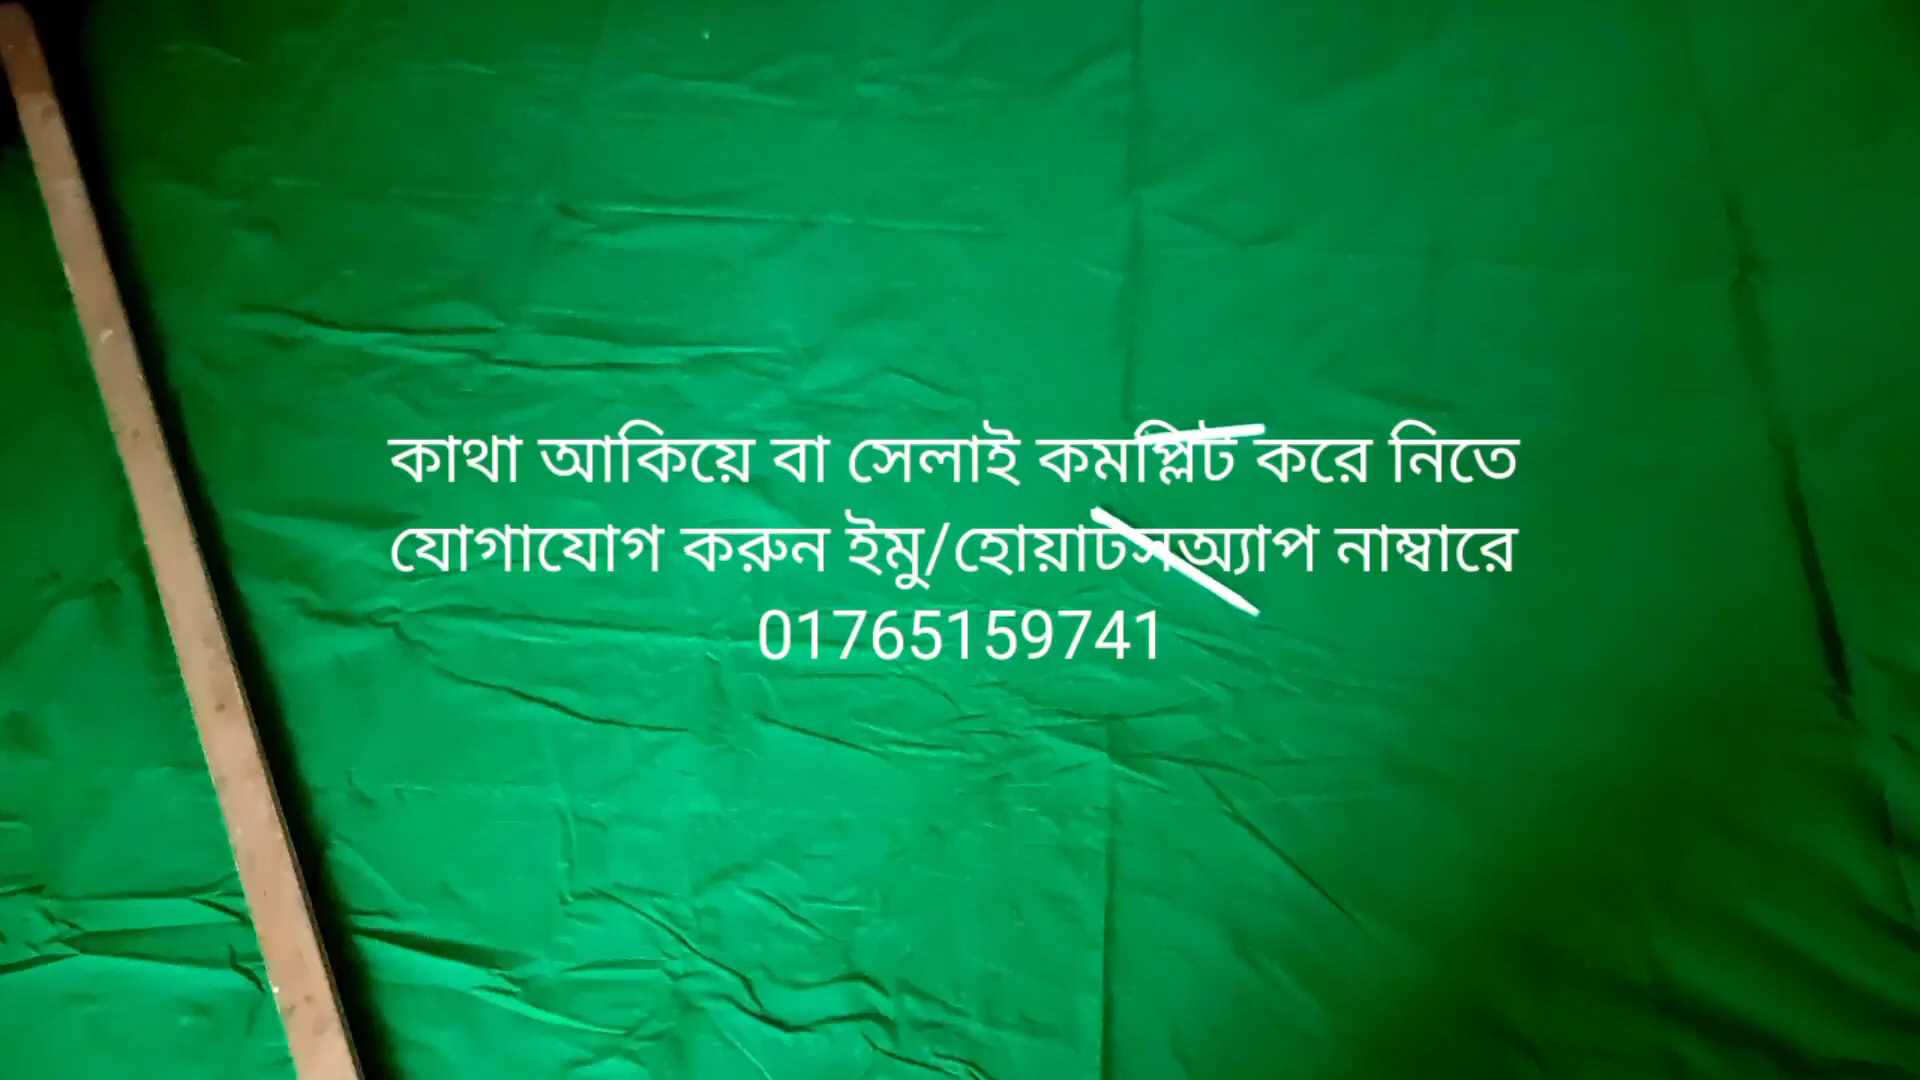 কাথা আকিয়ে বা সেলাই কমপ্লিট করে নিতে
যোগাযোগ করুন ইমু/হোয়াটসঅ্যাপ নাম্বারে
01765159741